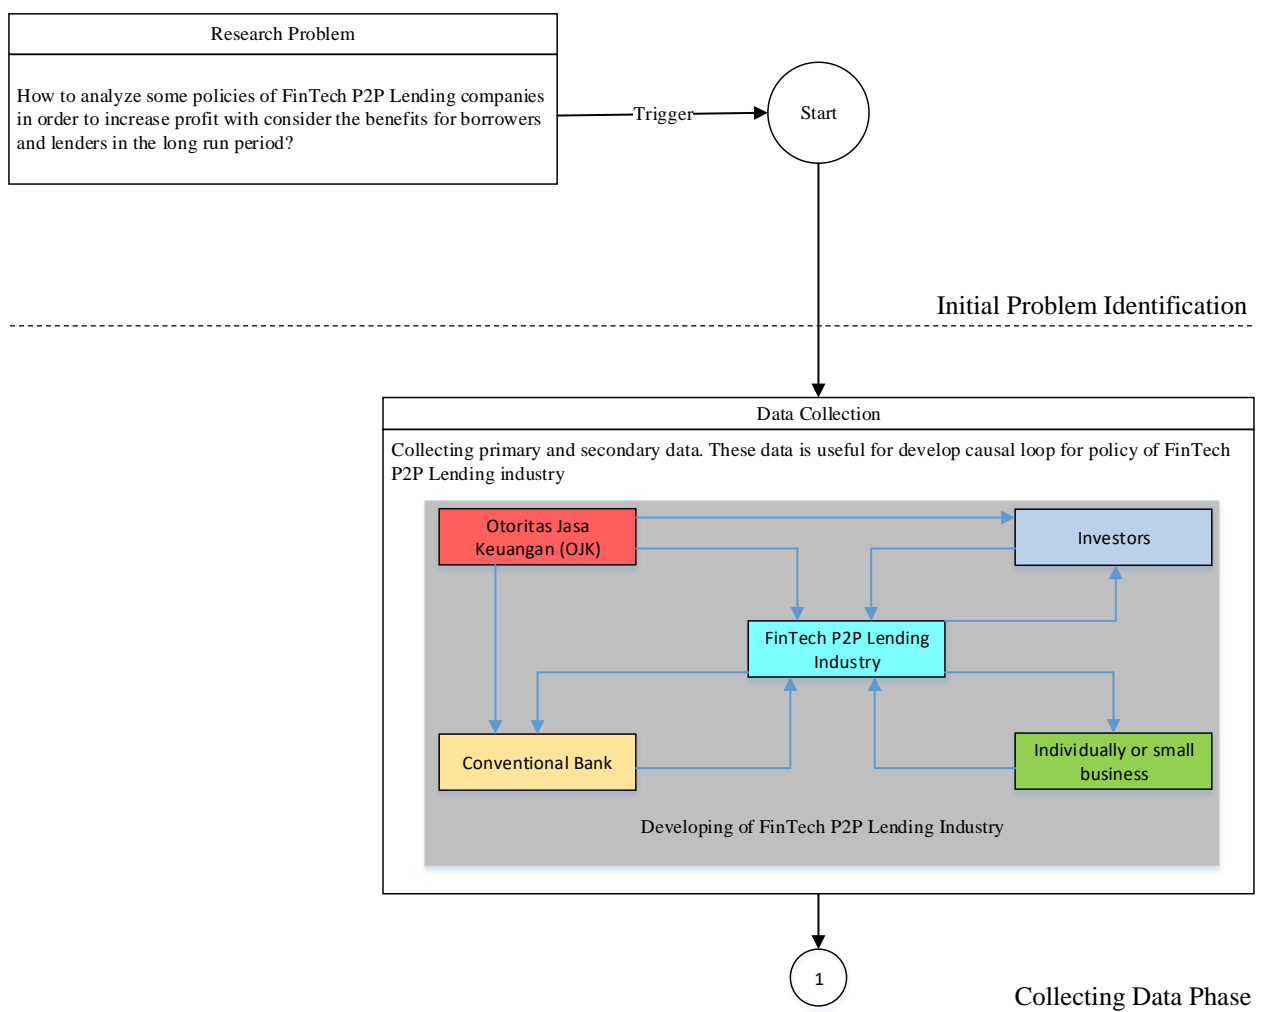 Research Problem
How to analyze some policies of FinTech P2P Lending companies
in order to increase profit with consider the benefits for borrowers
and lenders in the long run period?
Trigger
Start
Initial Problem Identification
Data Collection
Collecting primary and secondary data. These data is useful for develop causal loop for policy of FinTech
P2P Lending industry
Otoritas Jasa
Keuangan (OJK)
Investors
FinTech P2P Lending
Industry
Conventional Bank
Individually or small
business
Developing of FinTech P2P Lending Industry
1
Collecting Data Phase